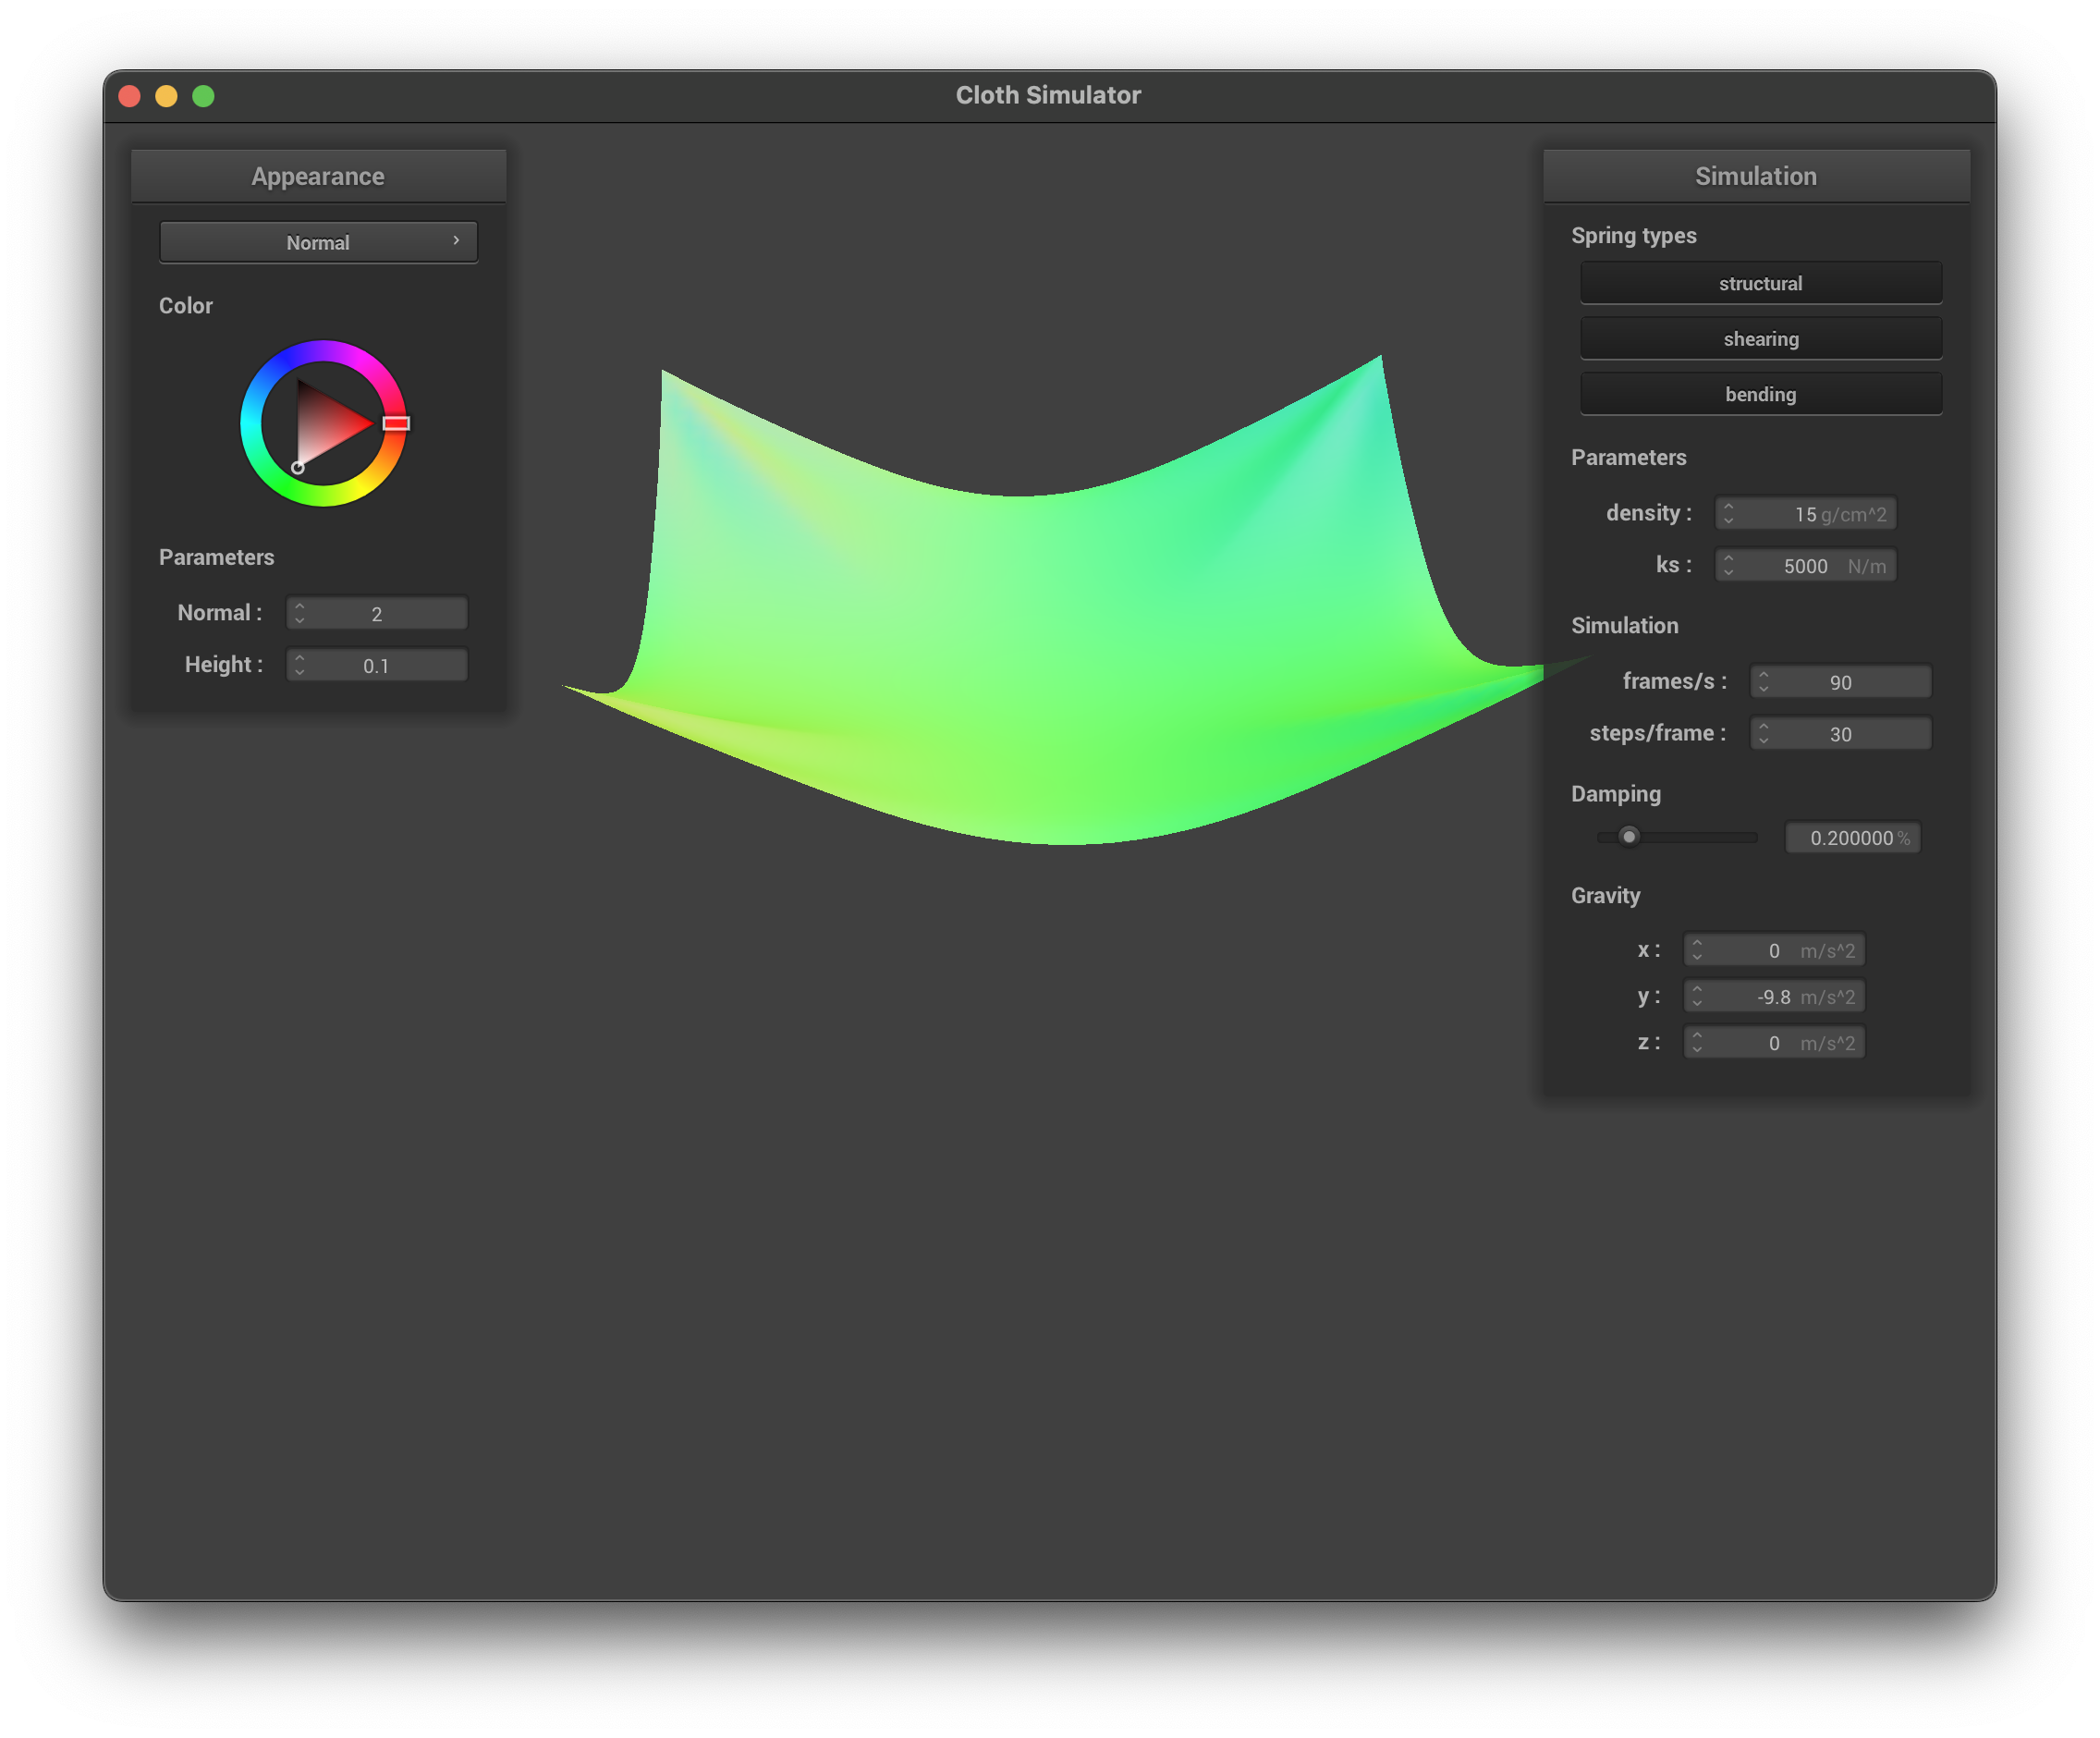 Cloth Simulator
Appearance
Normal
Color
Parameters
Normal : 2
Height : 0.1
Simulation
Spring types
structural
shearing
bending
Parameters
density : 15 g/cm^2
ks : 5000 N/m
Simulation
frames/s : 90
steps/frame : 30
Damping
0.200000 %
Gravity
x : 0 m/s^2
y : -9.8 m/s^2
z : 0 m/s^2